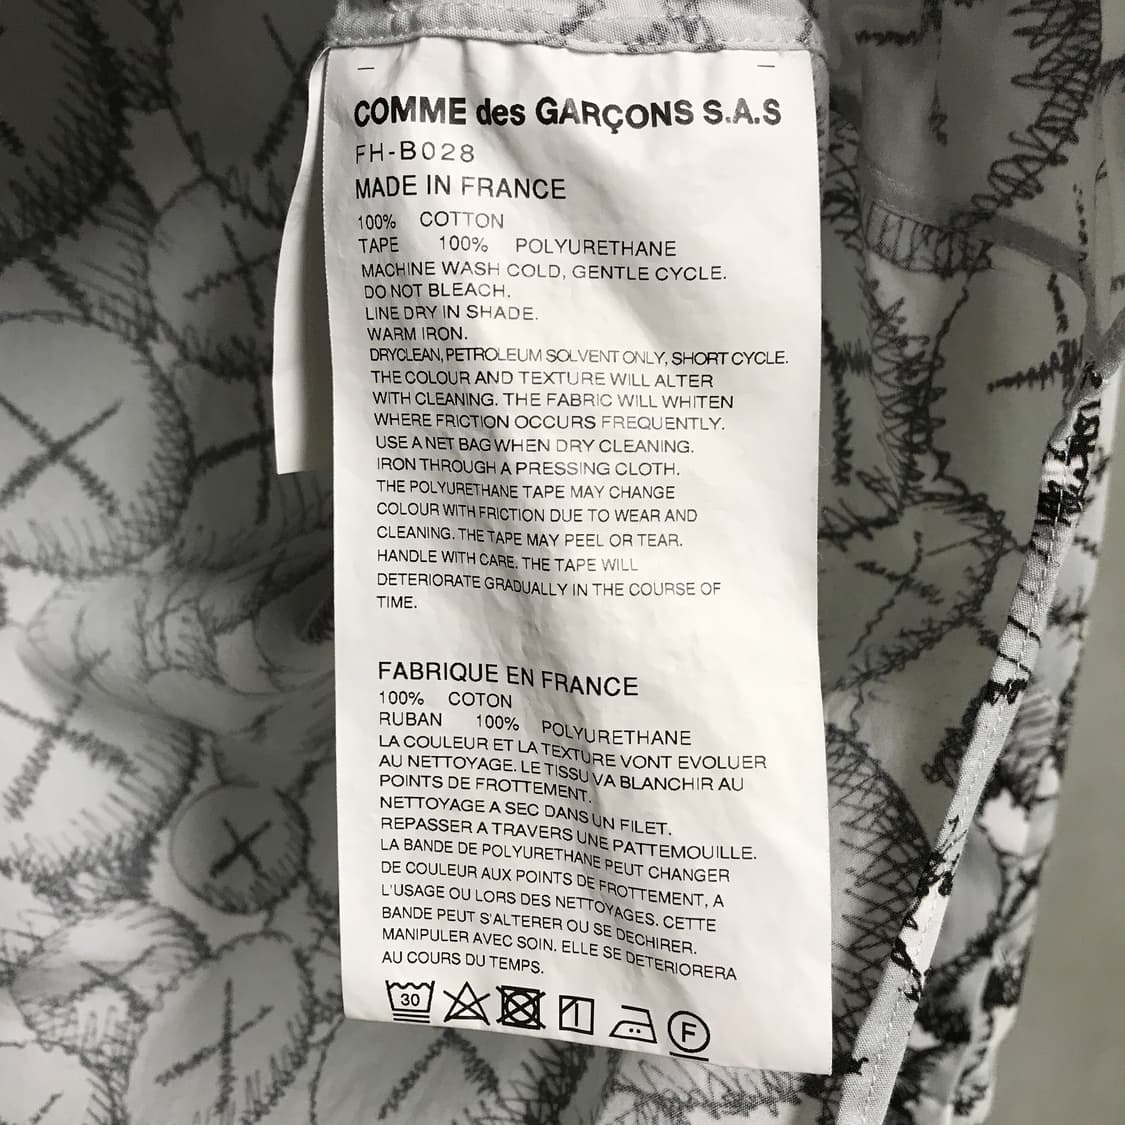 COMME des GARÇONS S.A.S
FH-B028
MADE IN FRANCE
100% COTTON
TAPE 100% POLYURETHANE
MACHINE WASH COLD, GENTLE CYCLE.
DO NOT BLEACH.
LINE DRY IN SHADE.
WARM IRON.
DRYCLEAN, PETROLEUM SOLVENT ONLY, SHORT CYCLE.
THE COLOUR AND TEXTURE WILL ALTER
WITH CLEANING. THE FABRIC WILL WHITEN
WHERE FRICTION OCCURS FREQUENTLY.
USE A NET BAG WHEN DRY CLEANING.
IRON THROUGH A PRESSING CLOTH.
THE POLYURETHANE TAPE MAY CHANGE
COLOUR WITH FRICTION DUE TO WEAR AND
CLEANING. THE TAPE MAY PEEL OR TEAR.
HANDLE WITH CARE. THE TAPE WILL
DETERIORATE GRADUALLY IN THE COURSE OF
TIME.
FABRIQUE EN FRANCE
100% COTON
RUBAN 100% POLYURETHANE
LA COULEUR ET LA TEXTURE VONT EVOLUER
AU NETTOYAGE. LE TISSU VA BLANCHIR AU
POINTS DE FROTTEMENT.
NETTOYAGE A SEC DANS UN FILET.
REPASSER A TRAVERS UNE PATTEMOUILLE.
LA BANDE DE POLYURETHANE PEUT CHANGER
DE COULEUR AUX POINTS DE FROTTEMENT, A
L'USAGE OU LORS DES NETTOYAGES. CETTE
BANDE PEUT S'ALTERER OU SE DECHIRER.
MANIPULER AVEC SOIN. ELLE SE DETERIORERA
AU COURS DU TEMPS.
30 F